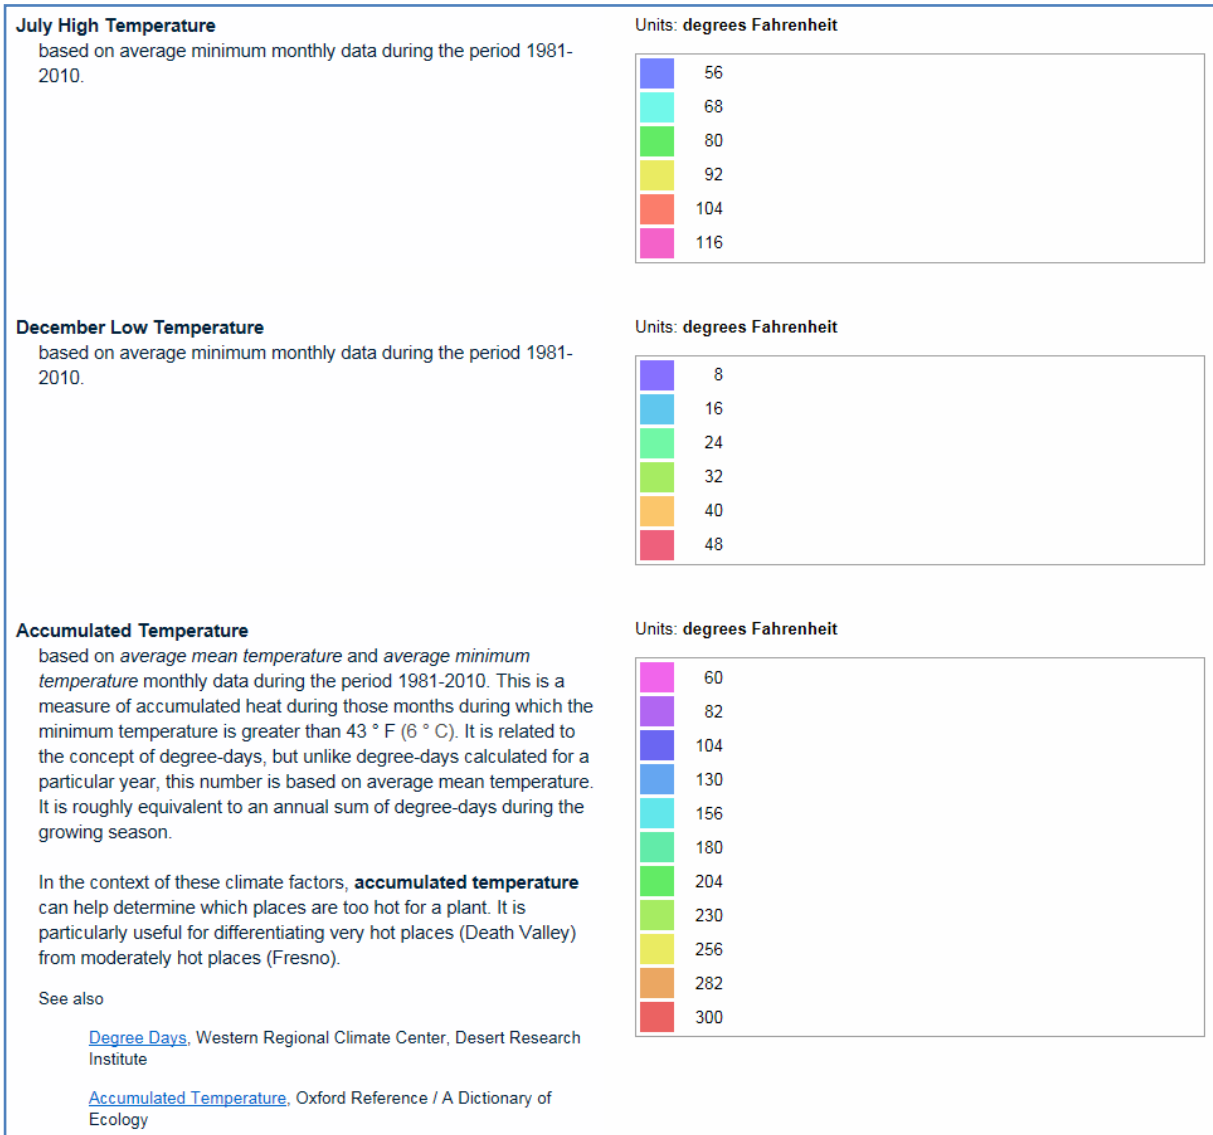 July High Temperature
based on average minimum monthly data during the period 1981-
2010.
Units: degrees Fahrenheit
56
68
80
92
104
116
December Low Temperature
based on average minimum monthly data during the period 1981-
2010.
Units: degrees Fahrenheit
8
16
24
32
40
48
Accumulated Temperature
based on average mean temperature and average minimum
temperature monthly data during the period 1981-2010. This is a
measure of accumulated heat during those months during which the
minimum temperature is greater than 43 ° F (6 ° C). It is related to
the concept of degree-days, but unlike degree-days calculated for a
particular year, this number is based on average mean temperature.
It is roughly equivalent to an annual sum of degree-days during the
growing season.
In the context of these climate factors, accumulated temperature
can help determine which places are too hot for a plant. It is
particularly useful for differentiating very hot places (Death Valley)
from moderately hot places (Fresno).
See also
Degree Days, Western Regional Climate Center, Desert Research
Institute
Accumulated Temperature, Oxford Reference / A Dictionary of
Ecology
Units: degrees Fahrenheit
60
82
104
130
156
180
204
230
256
282
300